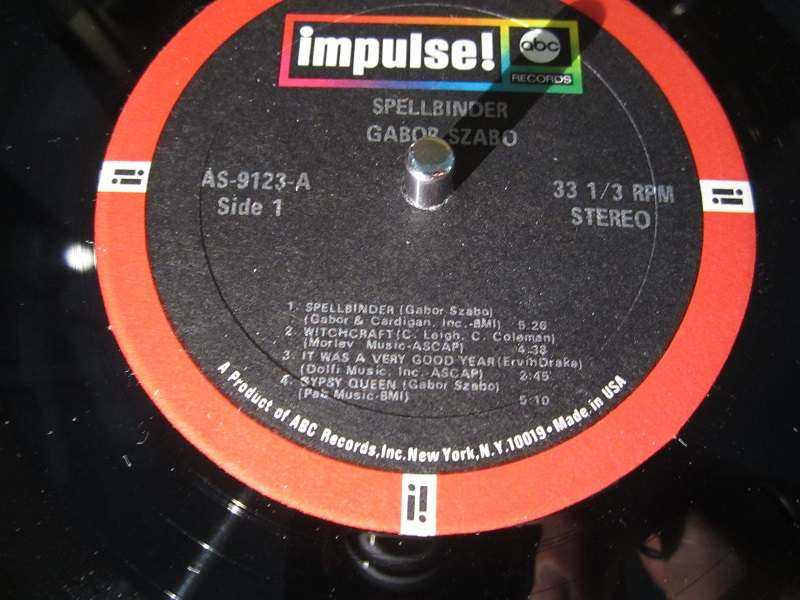 impulse!
abc
RECORDS
SPELLBINDER
GABOR SZABO
AS-9123-A
Side 1
33 1/3 RPM
STEREO
1. SPELLBINDER (Gabor Szabo)
(Gabor & Cardigan, Inc.-BMI) 5:26
2. WITCHCRAFT (C. Leigh, C. Coleman)
(Morley Music-ASCAP) 4:38
3. IT WAS A VERY GOOD YEAR (Ervin Drake)
(Dolfi Music, Inc.-ASCAP) 2:45
4. GYPSY QUEEN (Gabor Szabo)
(Pab Music-BMI) 5:10
A Product of ABC Records, Inc. New York, N.Y. 10019 • Made in USA